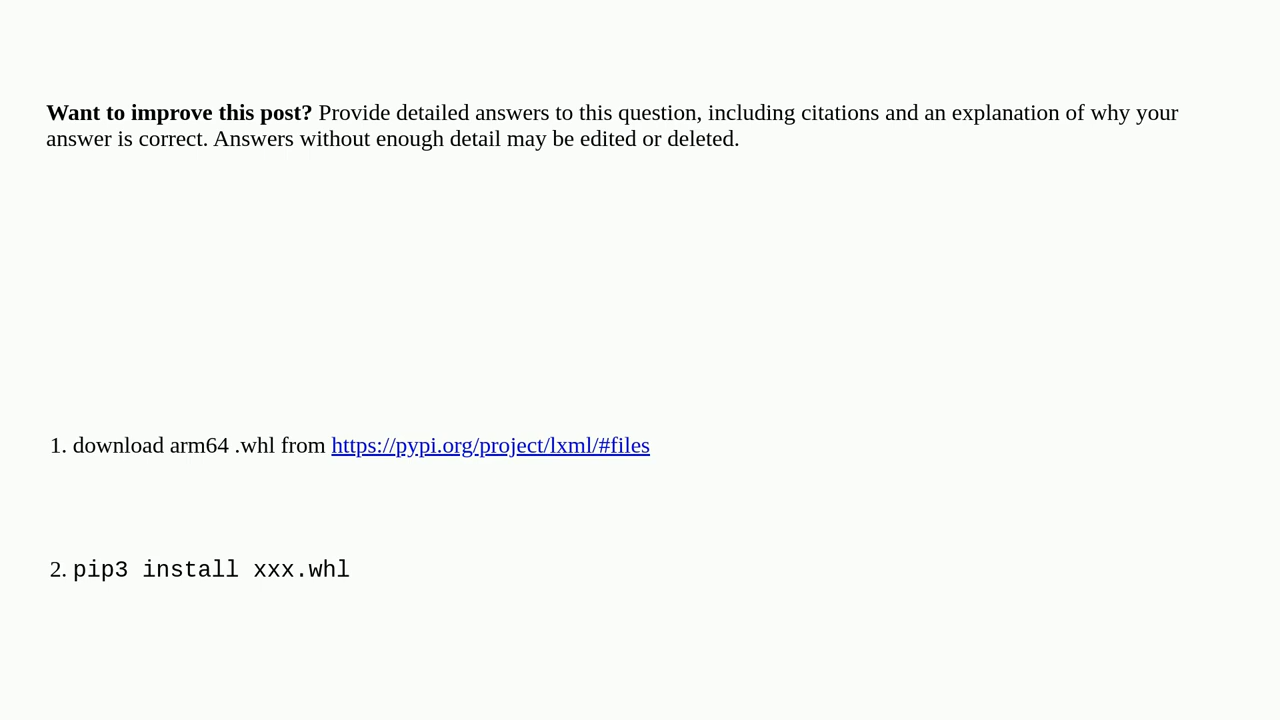 Want to improve this post? Provide detailed answers to this question, including citations and an explanation of why your
answer is correct. Answers without enough detail may be edited or deleted.
1. download arm64 .whl from https://pypi.org/project/lxml/#files
2. pip3 install xxx.whl